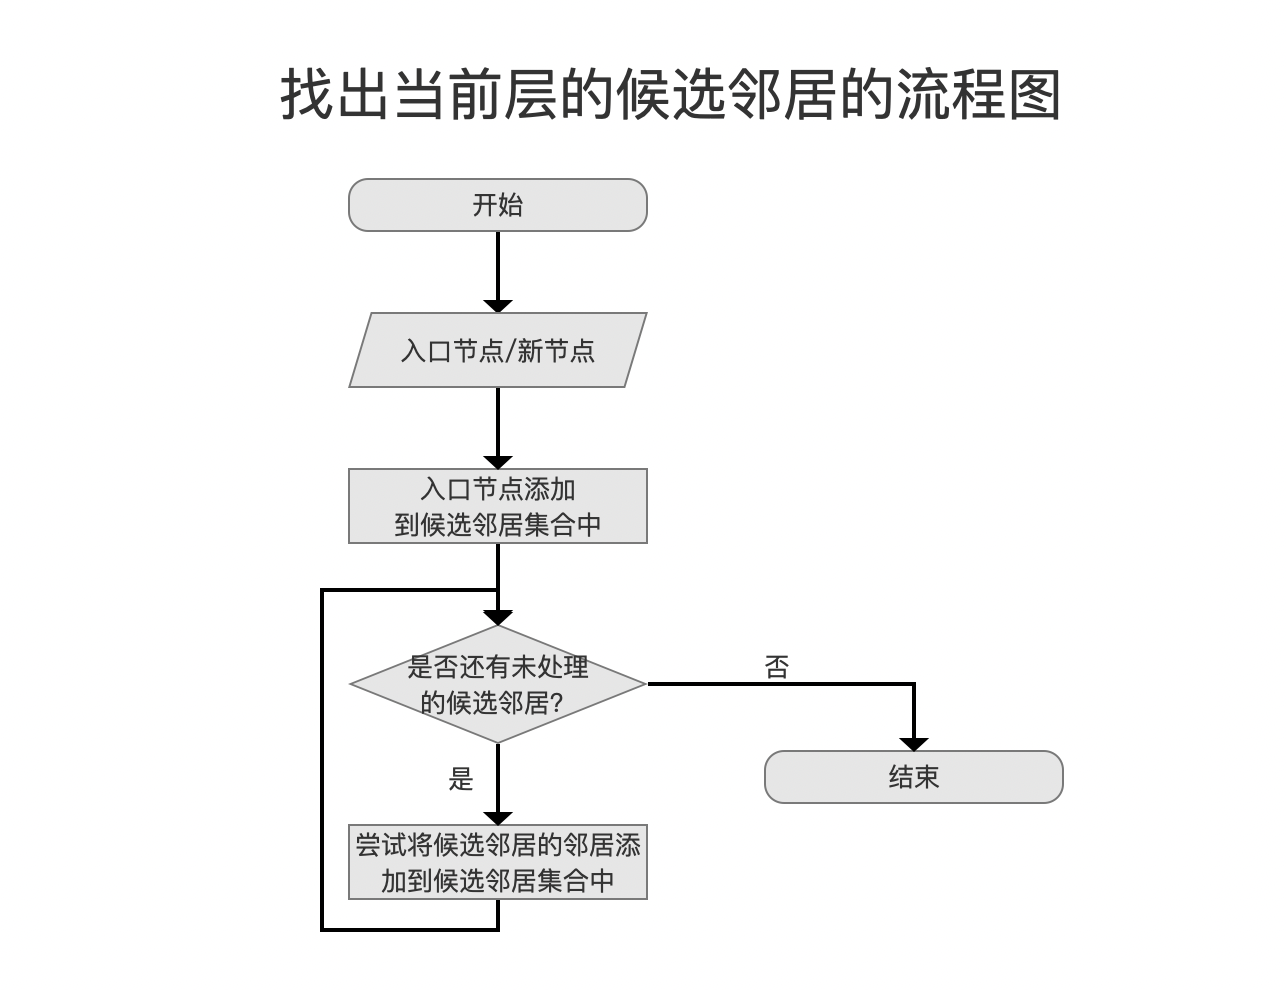 找出当前层的候选邻居的流程图
开始
入口节点/新节点
入口节点添加
到候选邻居集合中
是否还有未处理
的候选邻居?
否
是
结束
尝试将候选邻居的邻居添
加到候选邻居集合中